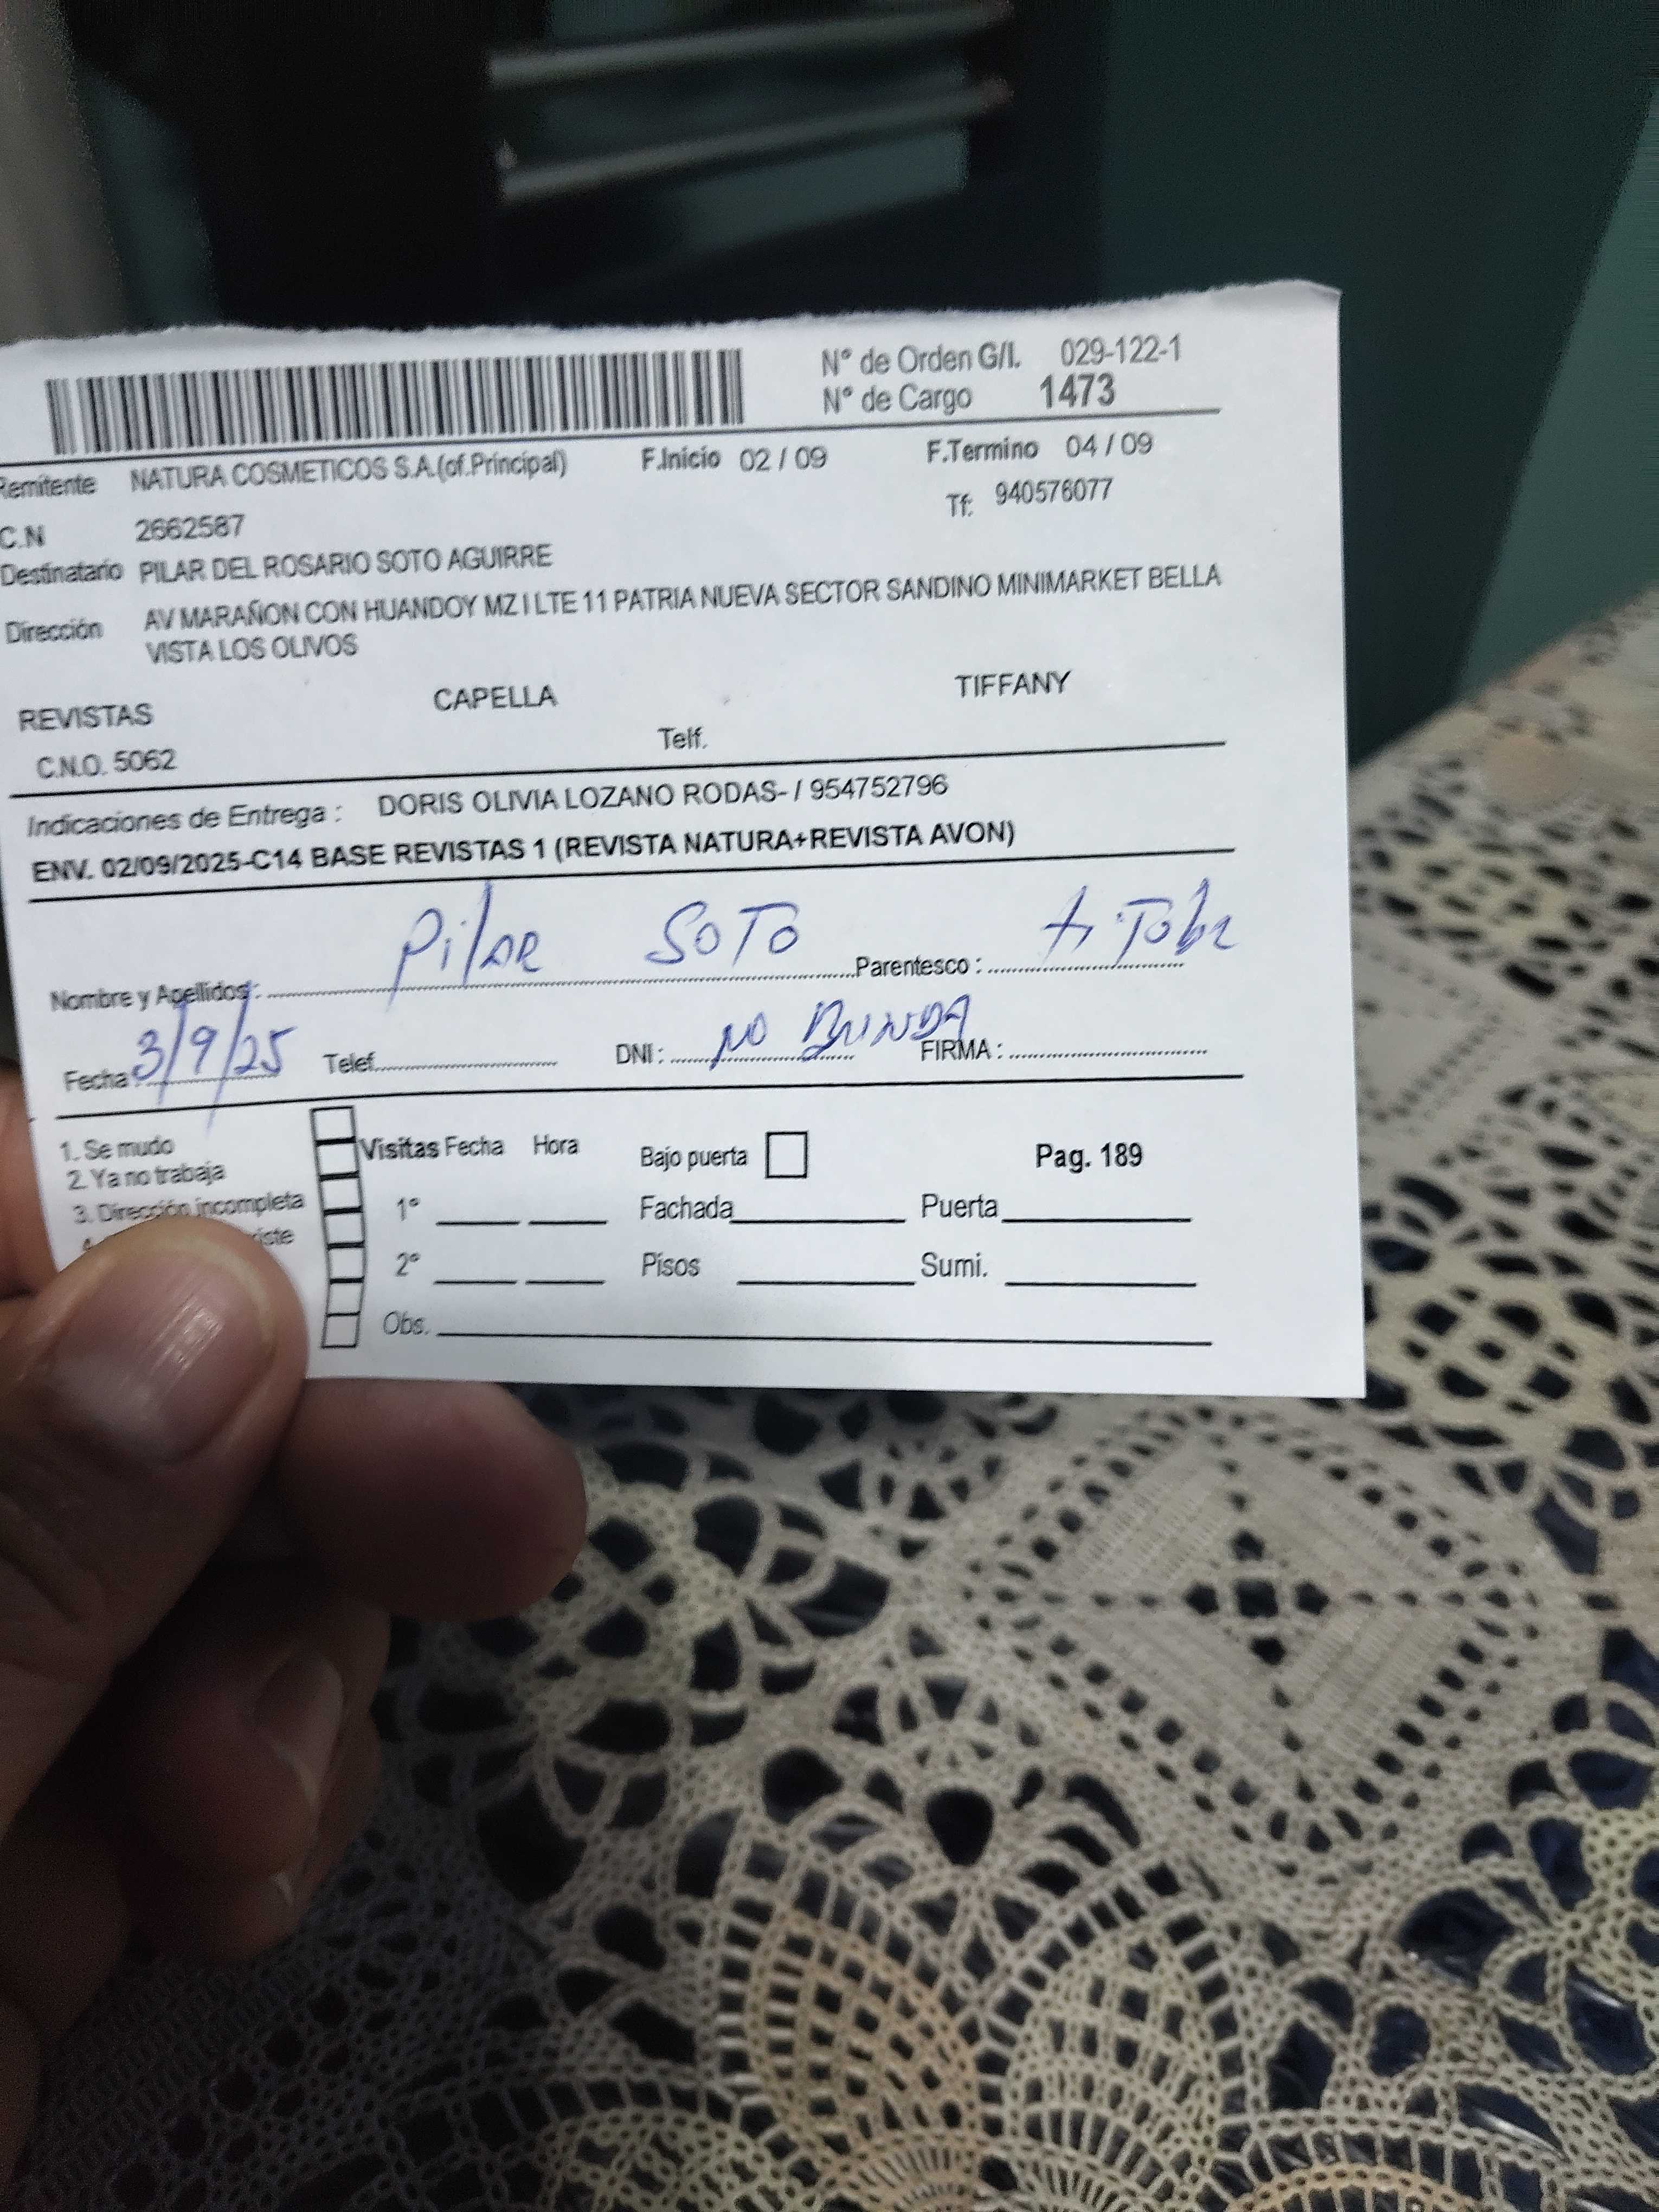 N° de Orden G/I. 029-122-1
N° de Cargo 1473
Remitente NATURA COSMETICOS S.A.(of.Principal) F.Inicio 02 / 09 F.Termino 04 / 09
C.N 2662587 Tf: 940576077
Destinatario PILAR DEL ROSARIO SOTO AGUIRRE
Dirección AV MARAÑON CON HUANDOY MZ I LTE 11 PATRIA NUEVA SECTOR SANDINO MINIMARKET BELLA
VISTA LOS OLIVOS
REVISTAS CAPELLA TIFFANY
C.N.O. 5062 Telf.
Indicaciones de Entrega : DORIS OLIVIA LOZANO RODAS- / 954752796
ENV. 02/09/2025-C14 BASE REVISTAS 1 (REVISTA NATURA+REVISTA AVON)
Nombre y Apellidos: Pilar SOTO Parentesco :
Fecha: 3/9/25 Telef. DNI : NO BRINDA FIRMA :
1. Se mudo
2. Ya no trabaja
3. Dirección incompleta
Visitas Fecha Hora Bajo puerta Pag. 189
1° Fachada Puerta
2° Pisos Sumi.
Obs.